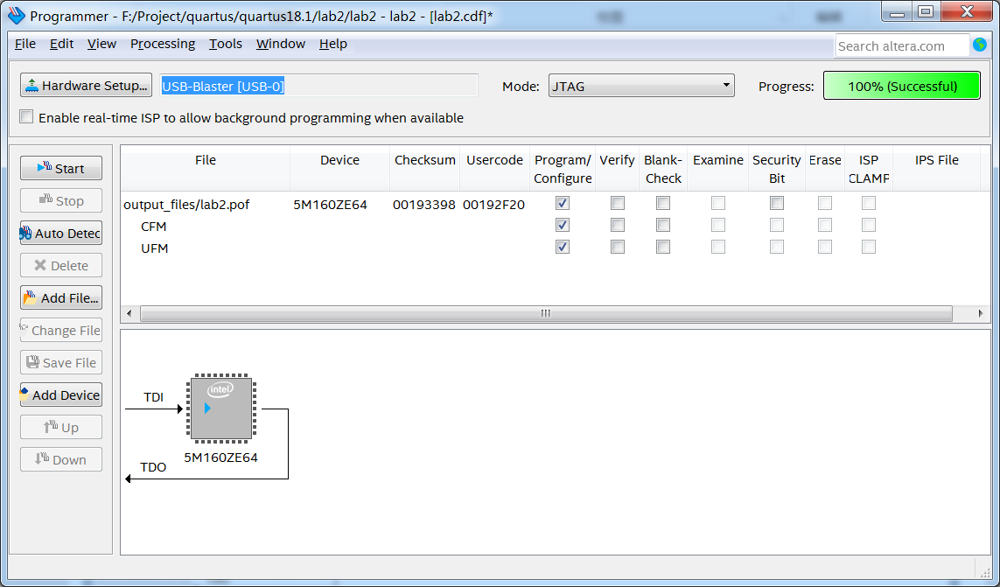 Programmer - F:/Project/quartus/quartus18.1/lab2/lab2 - lab2 - [lab2.cdf]*
File Edit View Processing Tools Window Help
Search altera.com
Hardware Setup... USB-Blaster [USB-0] Mode: JTAG Progress: 100% (Successful)
Enable real-time ISP to allow background programming when available
Start
Stop
Auto Detec
Delete
Add File...
Change File
Save File
Add Device
Up
Down
File Device Checksum Usercode Program/ Verify Blank- Examine Security Erase ISP IPS File
Configure Check Bit CLAMP
output_files/lab2.pof 5M160ZE64 00193398 00192F20
CFM
UFM
TDI
intel
5M160ZE64
TDO